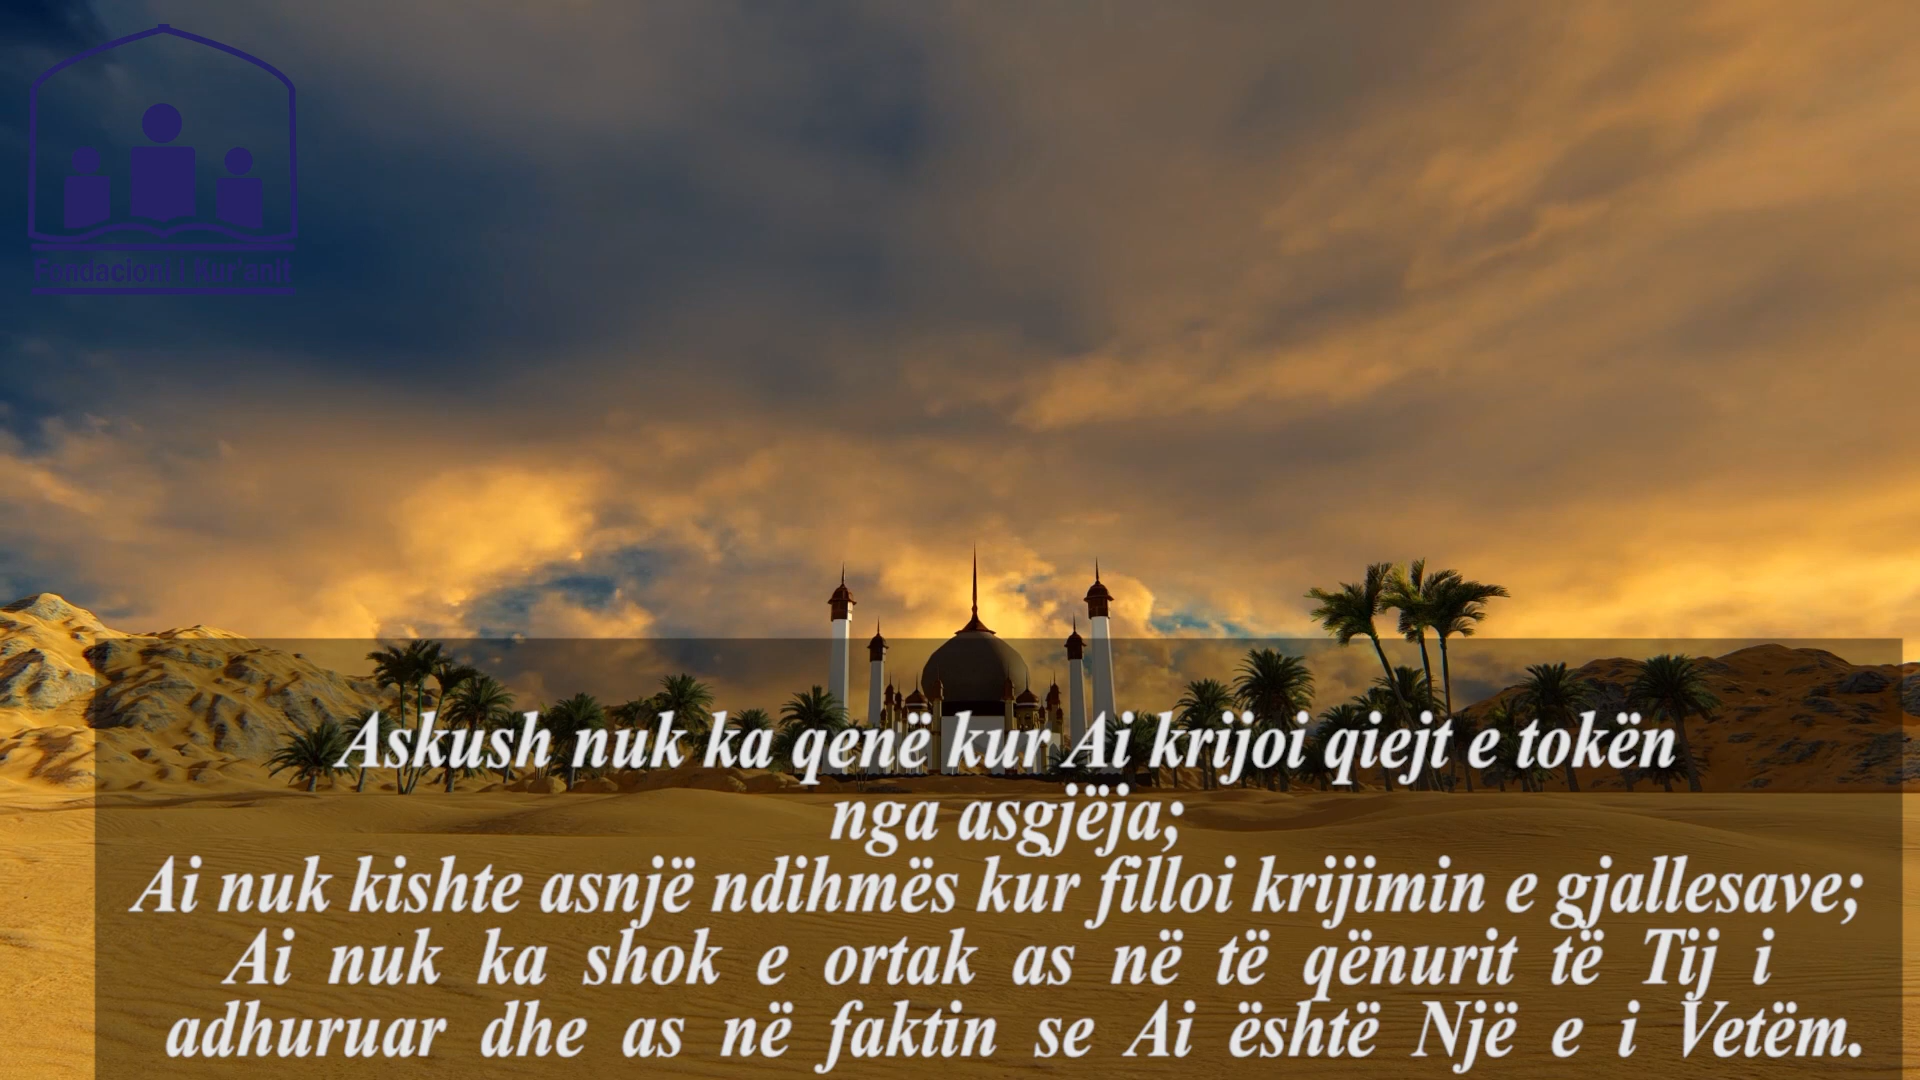 Fondacioni i Kur'anit
Askush nuk ka qenë kur Ai krijoi qiejt e tokën
nga asgjëja;
Ai nuk kishte asnjë ndihmës kur filloi krijimin e gjallesave;
Ai nuk ka shok e ortak as në të qënurit të Tij i
adhuruar dhe as në faktin se Ai është Një e i Vetëm.